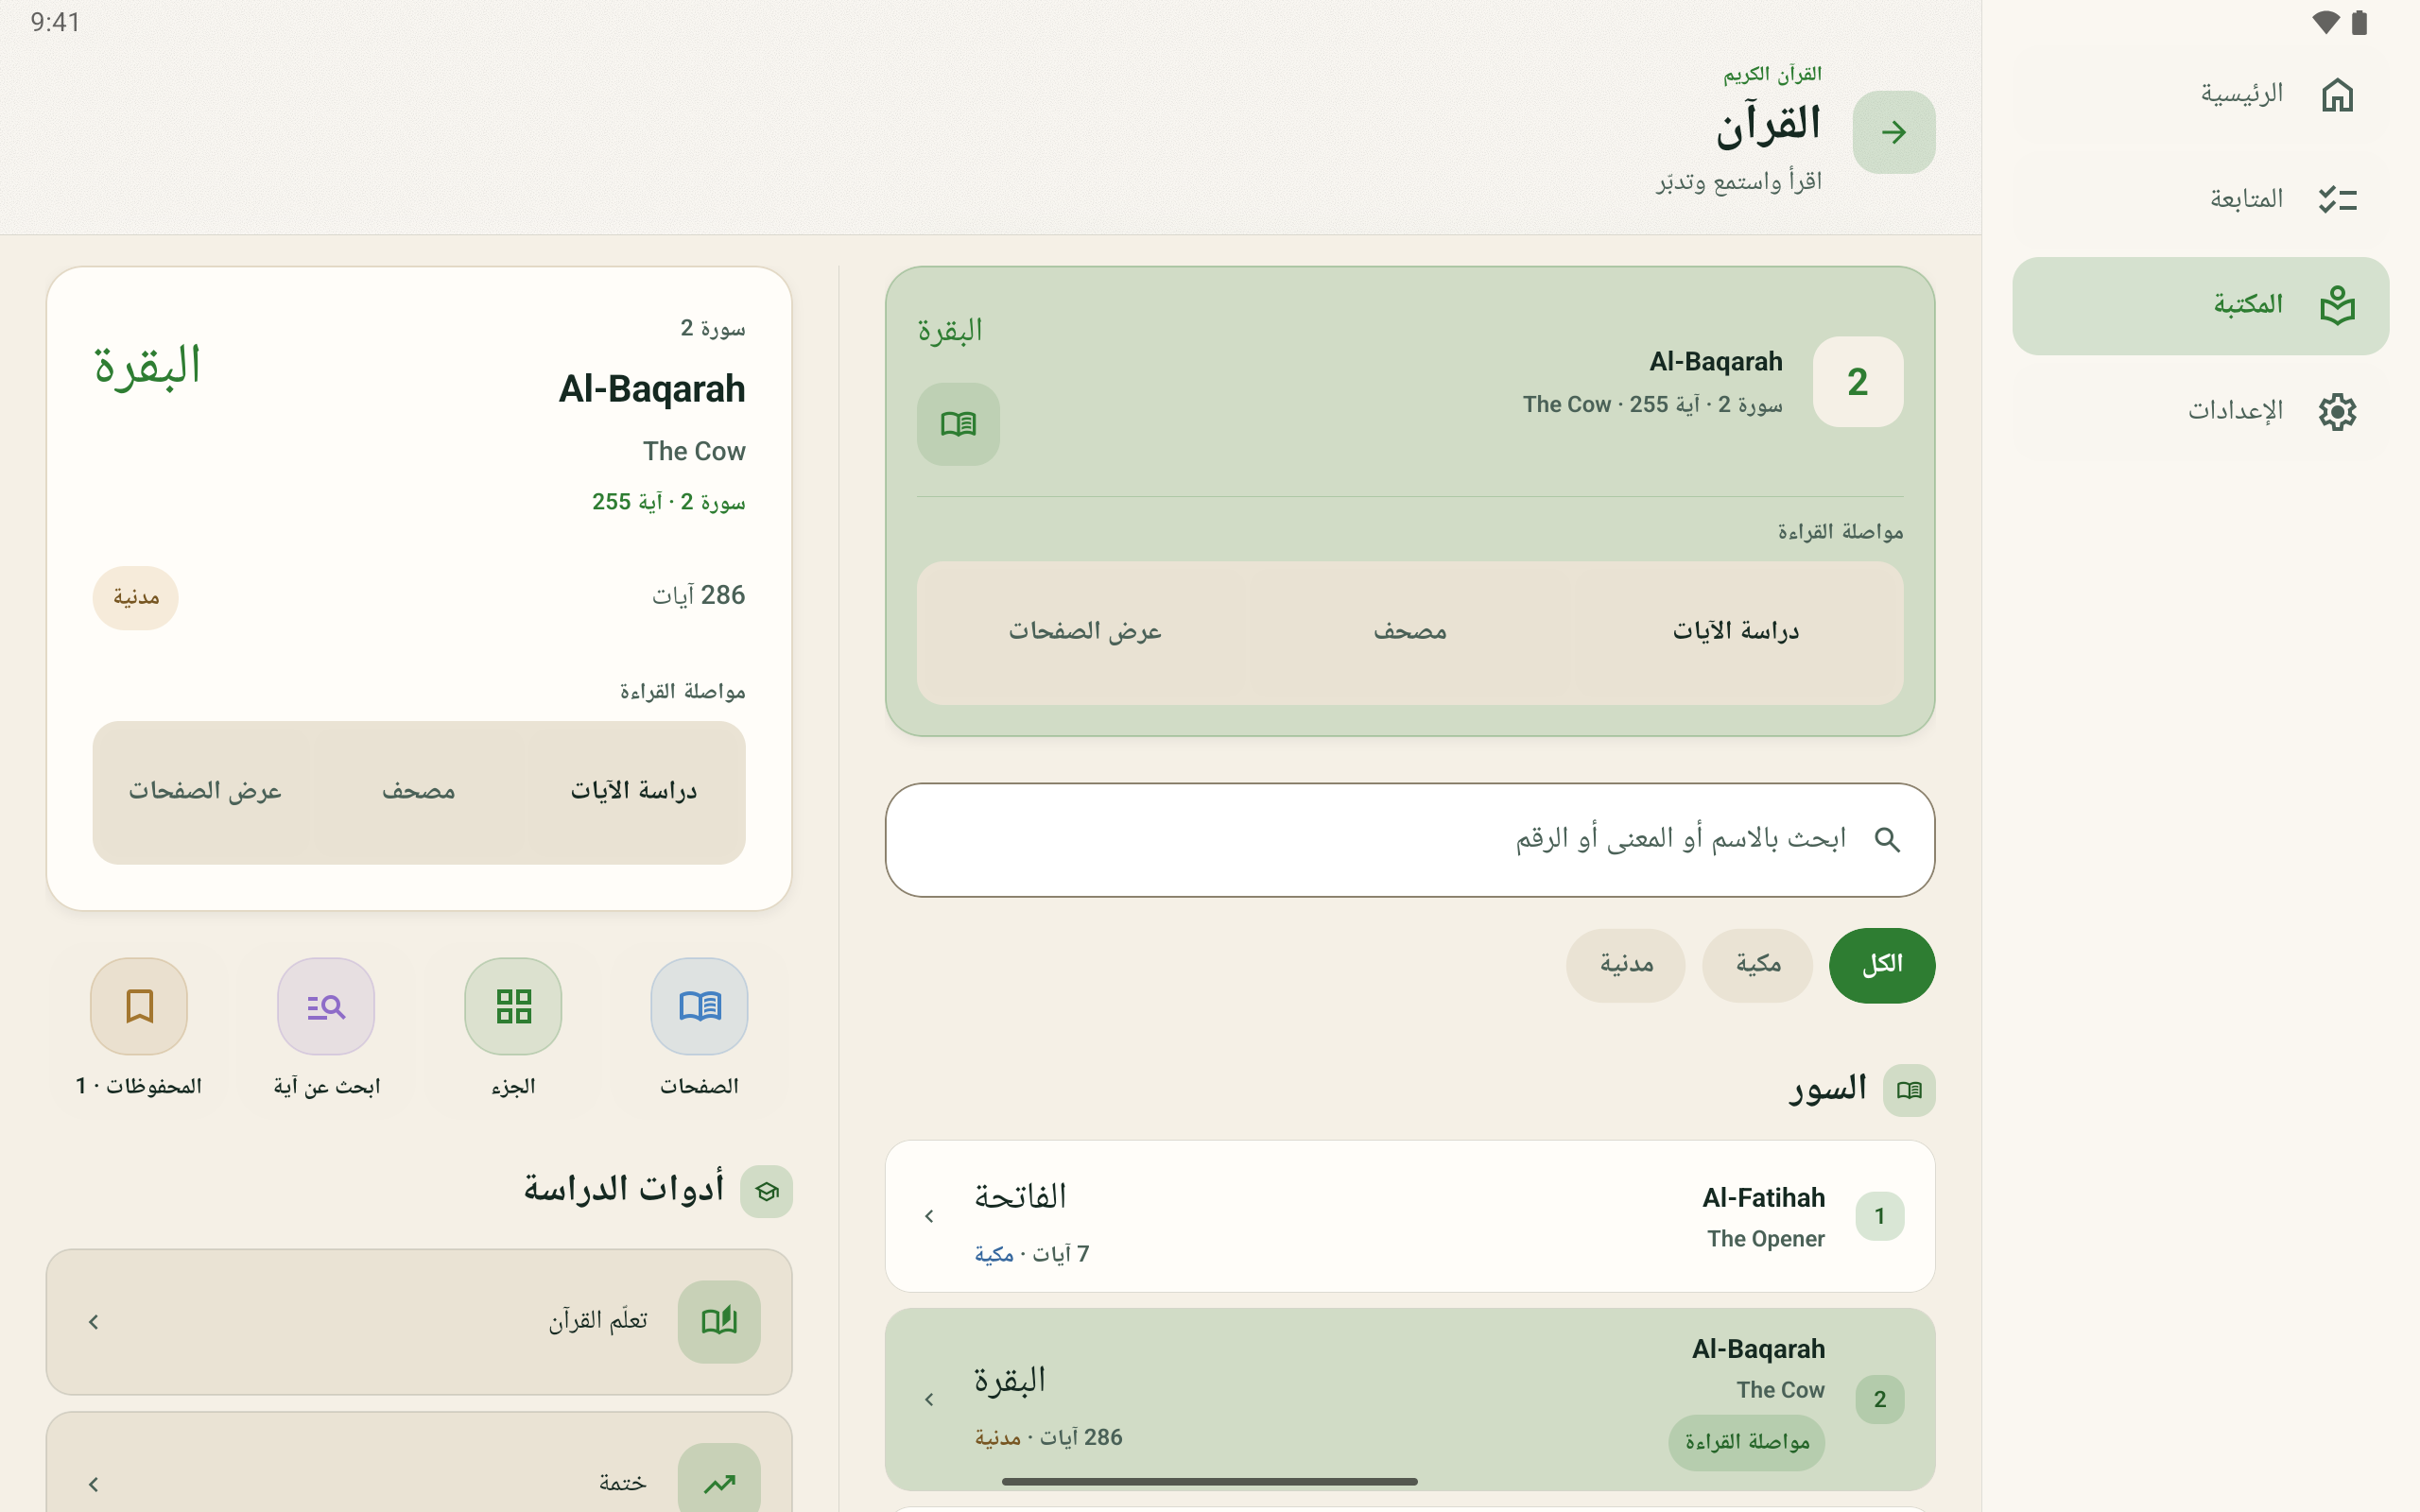 9:41
الرئيسية
المتابعة
المكتبة
الإعدادات
القرآن الكريم
القرآن
اقرأ واستمع وتدبّر
2
Al-Baqarah
سورة 2 · آية 255 · The Cow
البقرة
مواصلة القراءة
دراسة الآيات
مصحف
عرض الصفحات
ابحث بالاسم أو المعنى أو الرقم
الكل
مكية
مدنية
السور
1
Al-Fatihah
The Opener
الفاتحة
7 آيات · مكية
2
Al-Baqarah
The Cow
مواصلة القراءة
البقرة
286 آيات · مدنية
سورة 2
Al-Baqarah
البقرة
The Cow
سورة 2 · آية 255
286 آيات
مدنية
مواصلة القراءة
دراسة الآيات
مصحف
عرض الصفحات
الصفحات
الجزء
ابحث عن آية
المحفوظات · 1
أدوات الدراسة
تعلّم القرآن
ختمة